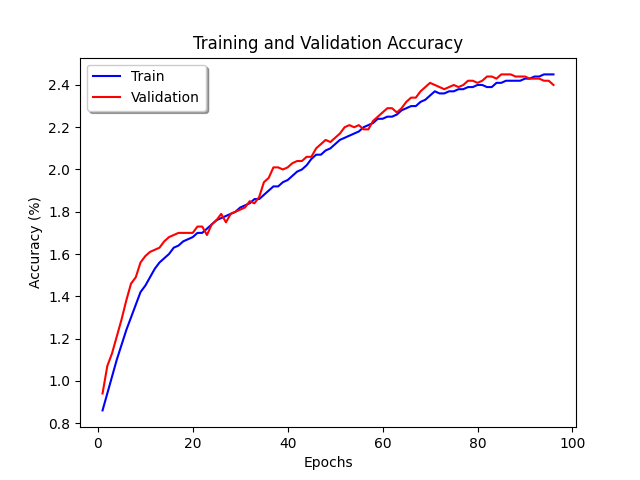 Training and Validation Accuracy
Train
Validation
Accuracy (%)
2.4
2.2
2.0
1.8
1.6
1.4
1.2
1.0
0.8
0 20 40 60 80 100
Epochs